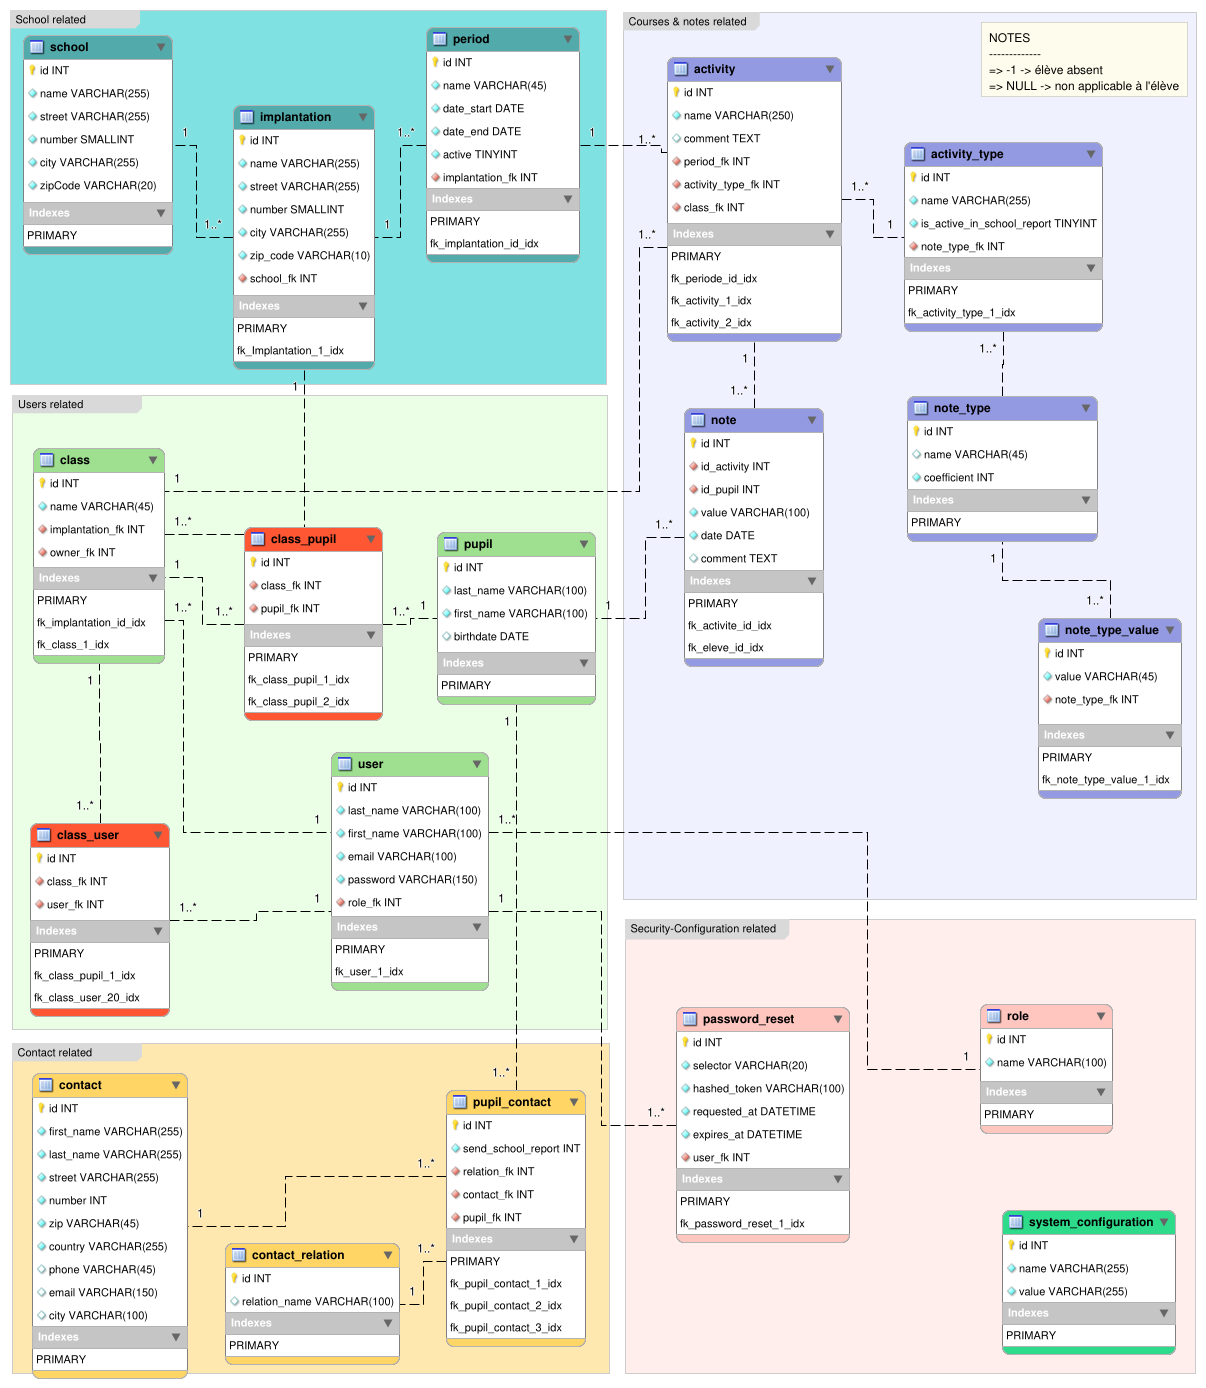 School related
school
id INT
name VARCHAR(255)
street VARCHAR(255)
number SMALLINT
city VARCHAR(255)
zipCode VARCHAR(20)
Indexes
PRIMARY
1
1..*
implantation
id INT
name VARCHAR(255)
street VARCHAR(255)
number SMALLINT
city VARCHAR(255)
zip_code VARCHAR(10)
school_fk INT
Indexes
PRIMARY
fk_Implantation_1_idx
1
1..*
1
period
id INT
name VARCHAR(45)
date_start DATE
date_end DATE
active TINYINT
implantation_fk INT
Indexes
PRIMARY
fk_implantation_id_idx
1
1..*
Courses & notes related
NOTES
-------------
=> -1 -> élève absent
=> NULL -> non applicable à l'élève
activity
id INT
name VARCHAR(250)
comment TEXT
period_fk INT
activity_type_fk INT
class_fk INT
Indexes
PRIMARY
fk_periode_id_idx
fk_activity_1_idx
fk_activity_2_idx
1..*
1..*
1
activity_type
id INT
name VARCHAR(255)
is_active_in_school_report TINYINT
note_type_fk INT
Indexes
PRIMARY
fk_activity_type_1_idx
1..*
1
1..*
note
id INT
id_activity INT
id_pupil INT
value VARCHAR(100)
date DATE
comment TEXT
Indexes
PRIMARY
fk_activite_id_idx
fk_eleve_id_idx
1..*
note_type
id INT
name VARCHAR(45)
coefficient INT
Indexes
PRIMARY
1
1..*
note_type_value
id INT
value VARCHAR(45)
note_type_fk INT
Indexes
PRIMARY
fk_note_type_value_1_idx
Users related
class
id INT
name VARCHAR(45)
implantation_fk INT
owner_fk INT
Indexes
PRIMARY
fk_implantation_id_idx
fk_class_1_idx
1
1..*
1
1..*
1..*
1
1..*
class_pupil
id INT
class_fk INT
pupil_fk INT
Indexes
PRIMARY
fk_class_pupil_1_idx
fk_class_pupil_2_idx
1..*
1
pupil
id INT
last_name VARCHAR(100)
first_name VARCHAR(100)
birthdate DATE
Indexes
PRIMARY
1
1
user
id INT
last_name VARCHAR(100)
first_name VARCHAR(100)
email VARCHAR(100)
password VARCHAR(150)
role_fk INT
Indexes
PRIMARY
fk_user_1_idx
1
1..*
1
1
class_user
id INT
class_fk INT
user_fk INT
Indexes
PRIMARY
fk_class_pupil_1_idx
fk_class_user_20_idx
1..*
Contact related
contact
id INT
first_name VARCHAR(255)
last_name VARCHAR(255)
street VARCHAR(255)
number INT
zip VARCHAR(45)
country VARCHAR(255)
phone VARCHAR(45)
email VARCHAR(150)
city VARCHAR(100)
Indexes
PRIMARY
1
1..*
contact_relation
id INT
relation_name VARCHAR(100)
Indexes
PRIMARY
1
1..*
1..*
pupil_contact
id INT
send_school_report INT
relation_fk INT
contact_fk INT
pupil_fk INT
Indexes
PRIMARY
fk_pupil_contact_1_idx
fk_pupil_contact_2_idx
fk_pupil_contact_3_idx
Security-Configuration related
1..*
password_reset
id INT
selector VARCHAR(20)
hashed_token VARCHAR(100)
requested_at DATETIME
expires_at DATETIME
user_fk INT
Indexes
PRIMARY
fk_password_reset_1_idx
1
role
id INT
name VARCHAR(100)
Indexes
PRIMARY
system_configuration
id INT
name VARCHAR(255)
value VARCHAR(255)
Indexes
PRIMARY